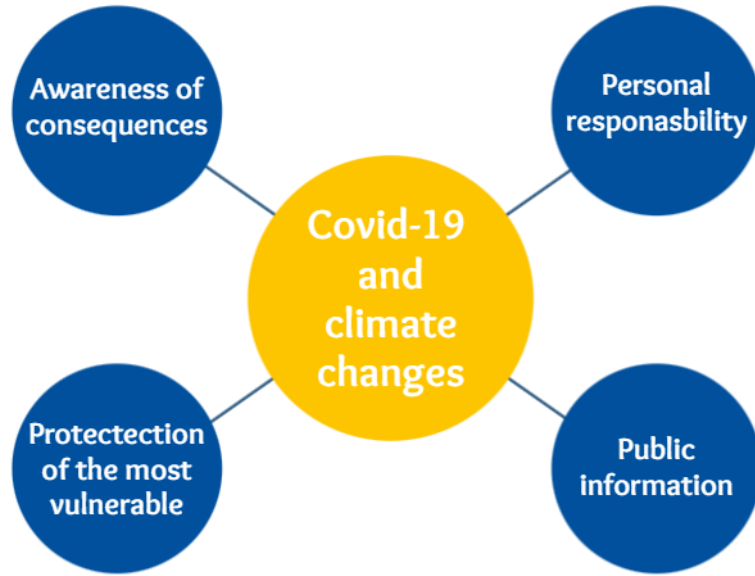 Awareness of
consequences
Personal
responasbility
Covid-19
and
climate
changes
Protectection
of the most
vulnerable
Public
information